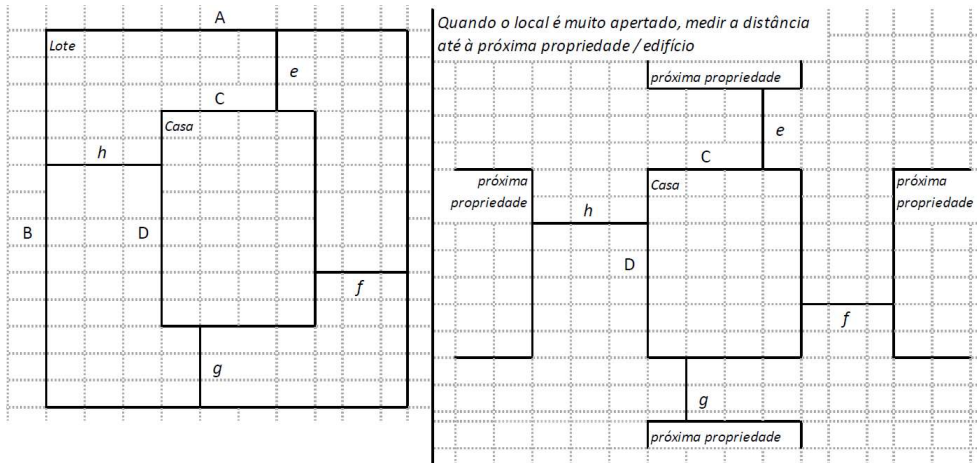 A
Lote
e
C
Casa
h
B
D
f
g
Quando o local é muito apertado, medir a distância
até à próxima propriedade / edifício
próxima propriedade
e
C
próxima
propriedade
Casa
próxima
propriedade
h
D
f
g
próxima propriedade